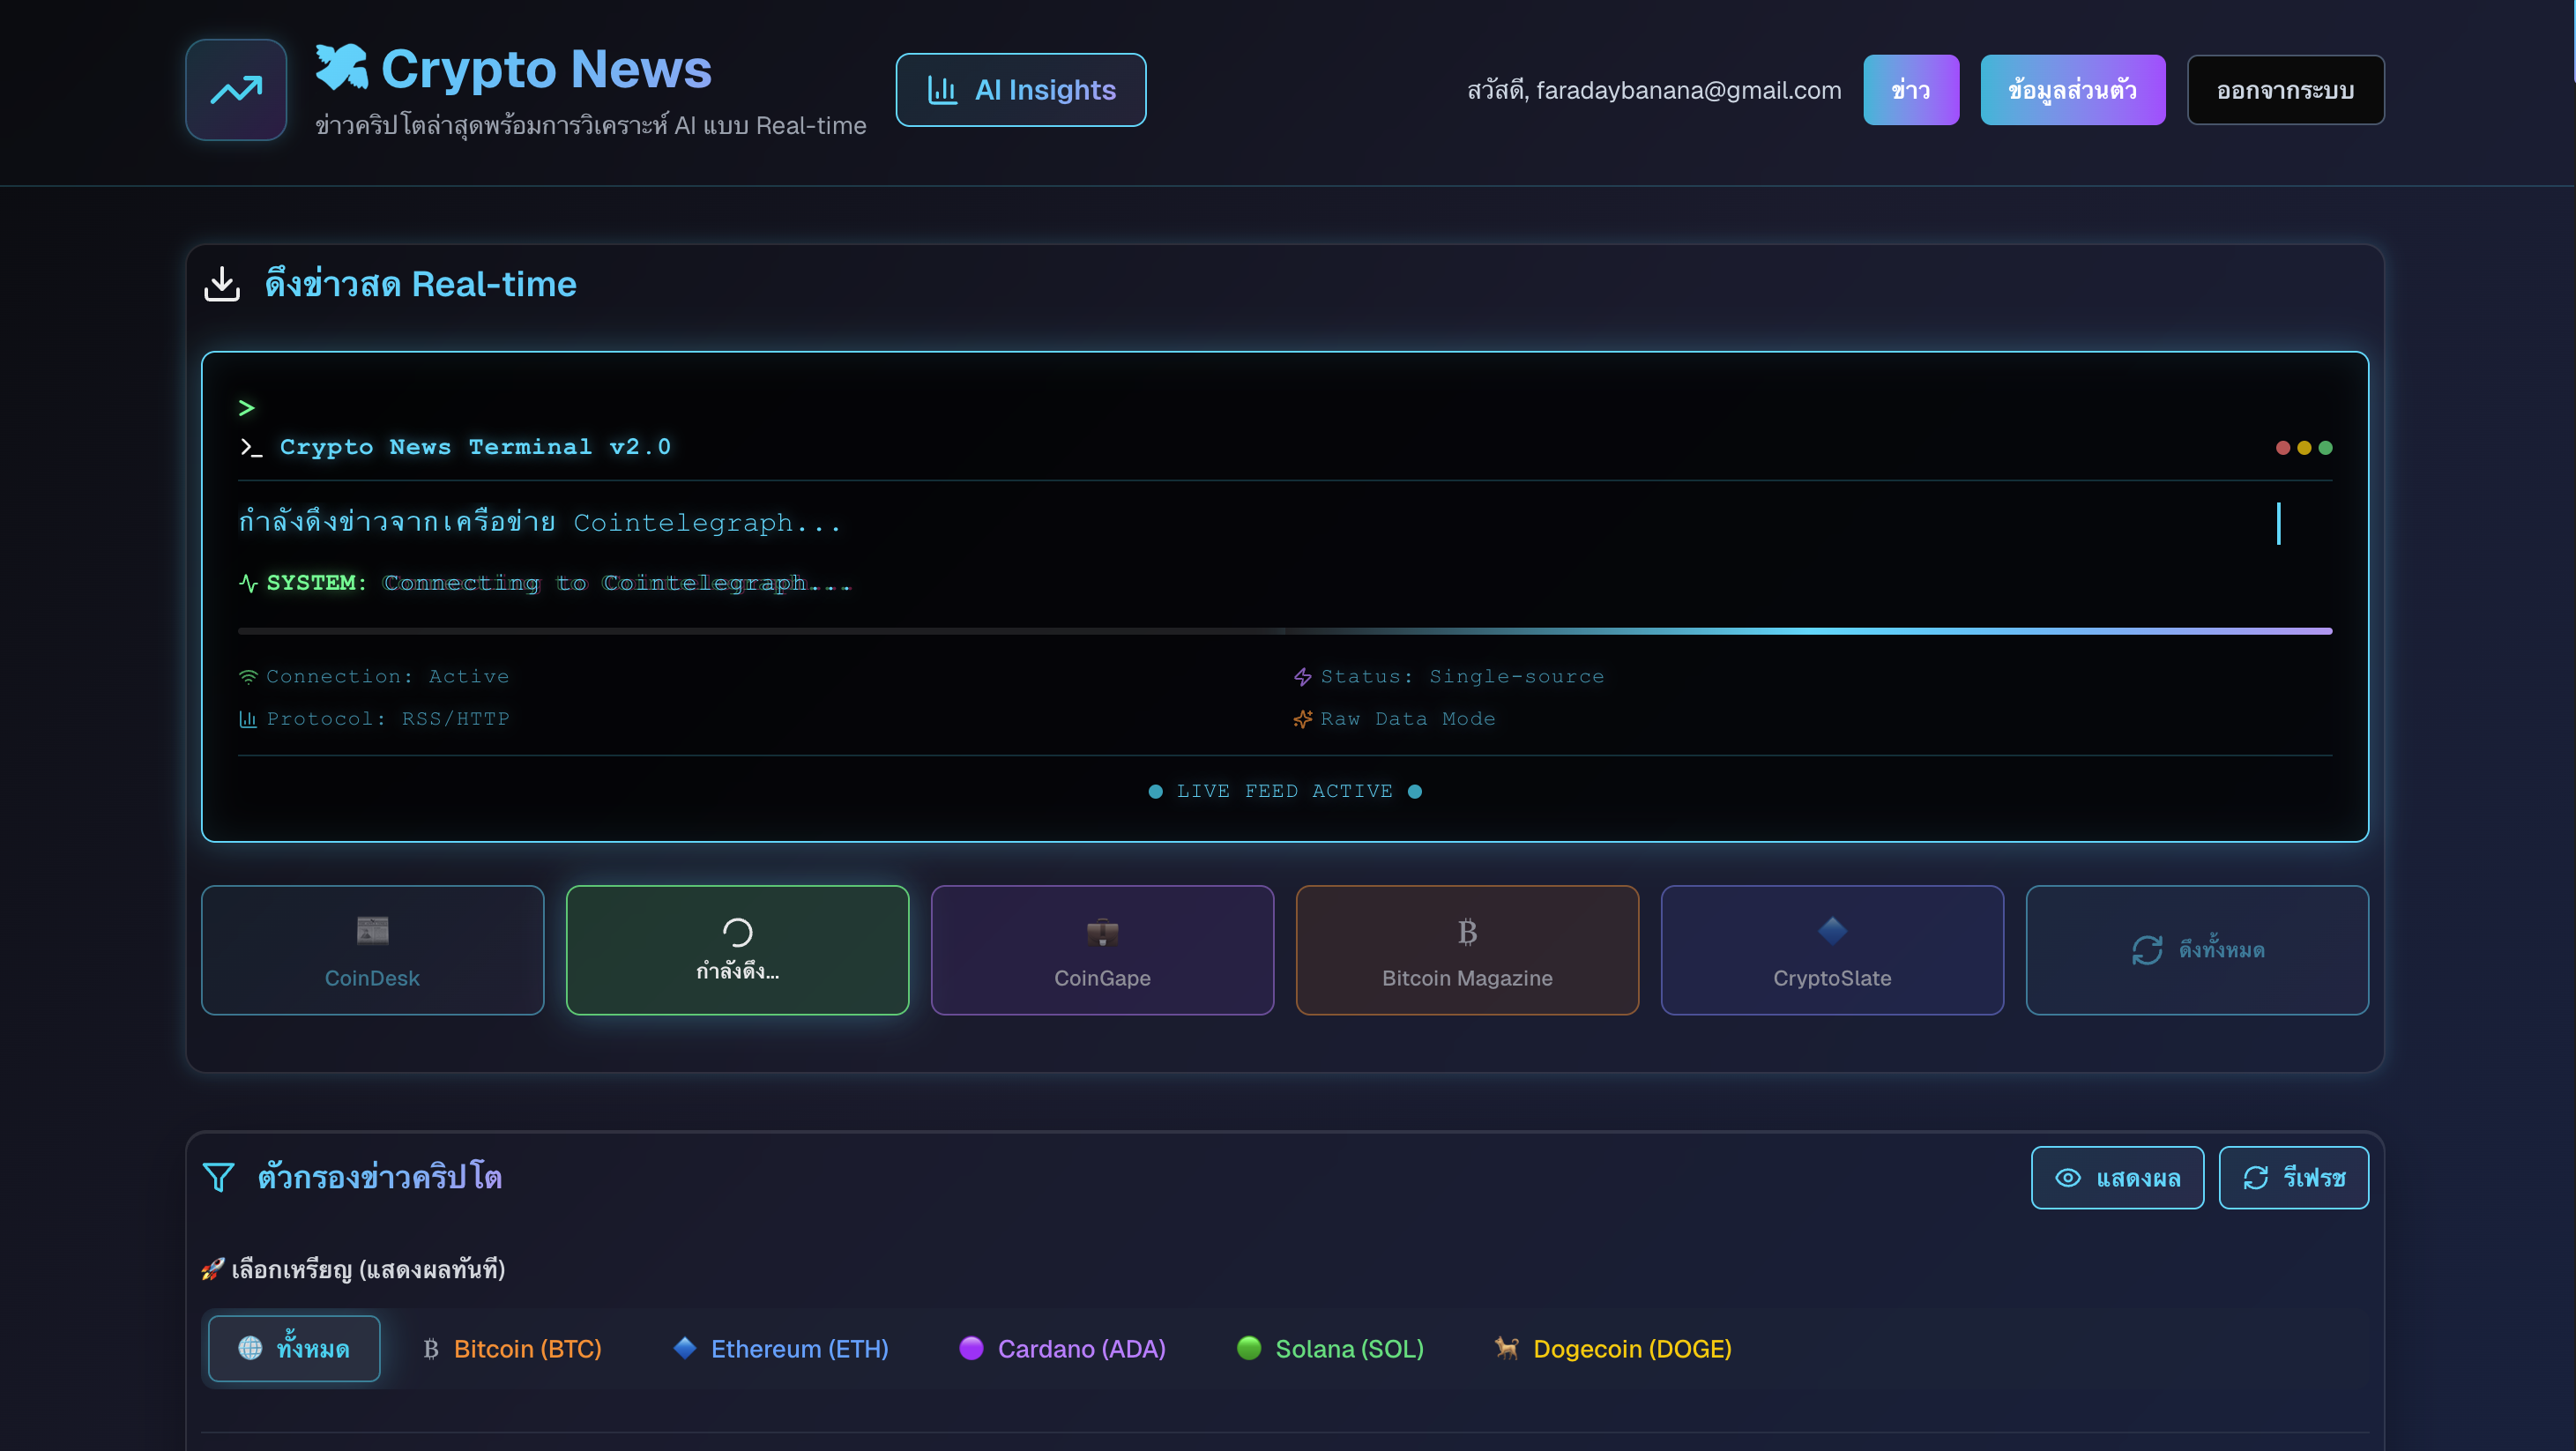 Crypto News
ข่าวคริปโตล่าสุดพร้อมการวิเคราะห์ AI แบบ Real-time
AI Insights
สวัสดี, faradaybanana@gmail.com
ข่าว
ข้อมูลส่วนตัว
ออกจากระบบ
ดึงข่าวสด Real-time
>
>_ Crypto News Terminal v2.0
กำลังดึงข่าวจากเครือข่าย Cointelegraph...
SYSTEM: Connecting to Cointelegraph...
Connection: Active
Status: Single-source
Protocol: RSS/HTTP
Raw Data Mode
LIVE FEED ACTIVE
CoinDesk
กำลังดึง...
CoinGape
₿
Bitcoin Magazine
CryptoSlate
ดึงทั้งหมด
ตัวกรองข่าวคริปโต
แสดงผล
รีเฟรช
🚀 เลือกเหรียญ (แสดงผลทันที)
ทั้งหมด
₿ Bitcoin (BTC)
Ethereum (ETH)
Cardano (ADA)
Solana (SOL)
Dogecoin (DOGE)